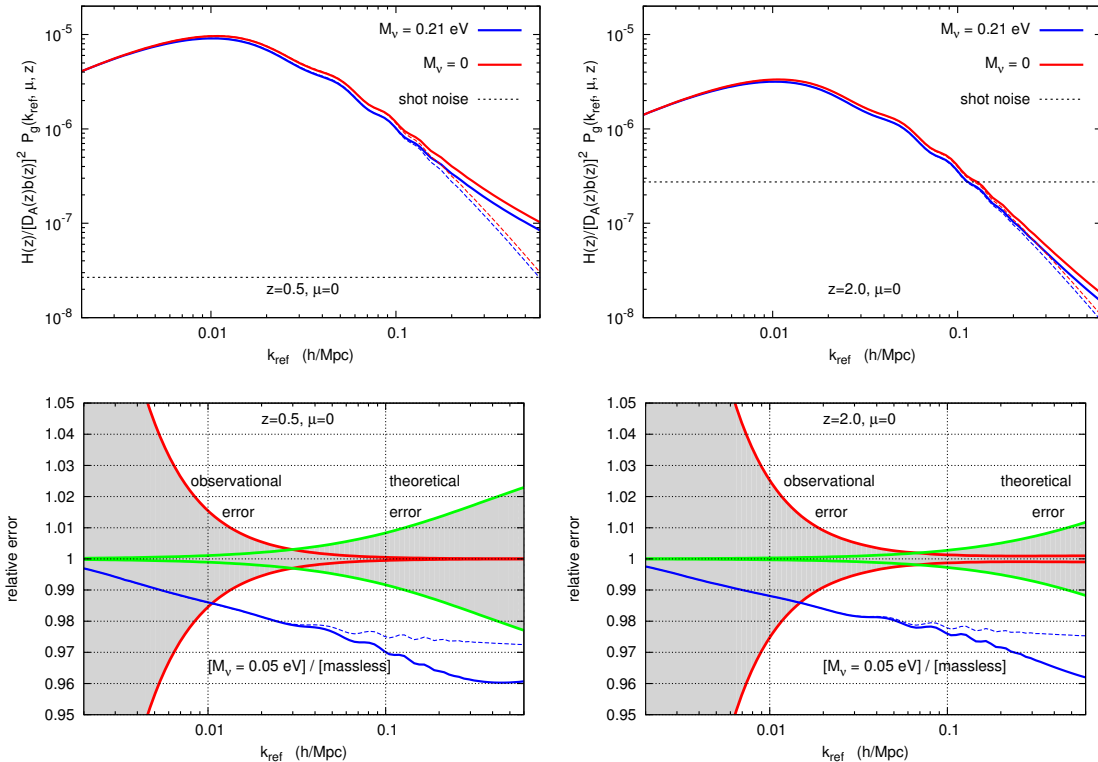 10⁻⁵
10⁻⁶
10⁻⁷
10⁻⁸
H(z)/[D_A(z)b(z)]² P_g(k_ref, μ, z)
M_ν = 0.21 eV
M_ν = 0
shot noise
z=0.5, μ=0
0.01
0.1
k_ref (h/Mpc)
10⁻⁵
10⁻⁶
10⁻⁷
10⁻⁸
H(z)/[D_A(z)b(z)]² P_g(k_ref, μ, z)
M_ν = 0.21 eV
M_ν = 0
shot noise
z=2.0, μ=0
0.01
0.1
k_ref (h/Mpc)
1.05
1.04
1.03
1.02
1.01
1
0.99
0.98
0.97
0.96
0.95
relative error
z=0.5, μ=0
observational
error
theoretical
error
[M_ν = 0.05 eV] / [massless]
0.01
0.1
k_ref (h/Mpc)
1.05
1.04
1.03
1.02
1.01
1
0.99
0.98
0.97
0.96
0.95
relative error
z=2.0, μ=0
observational
error
theoretical
error
[M_ν = 0.05 eV] / [massless]
0.01
0.1
k_ref (h/Mpc)